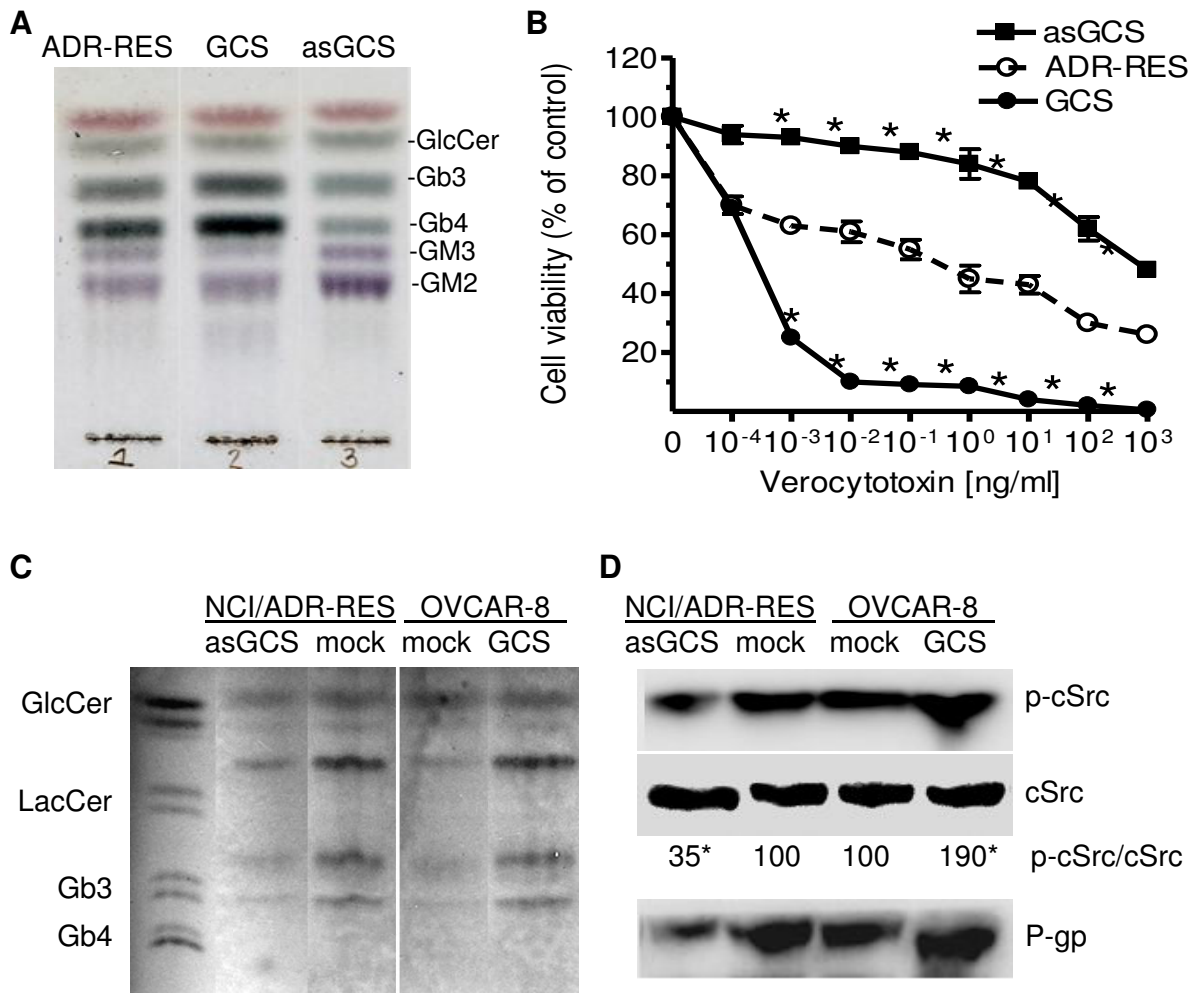 A
ADR-RES GCS asGCS
-GlcCer
-Gb3
-Gb4
-GM3
-GM2
1 2 3
B
asGCS
ADR-RES
GCS
Cell viability (% of control)
120
100
80
60
40
20
0 10-4 10-3 10-2 10-1 100 101 102 103
Verocytotoxin [ng/ml]
* * * * * * *
* * * * * * *
C
NCI/ADR-RES OVCAR-8
asGCS mock mock GCS
GlcCer
LacCer
Gb3
Gb4
D
NCI/ADR-RES OVCAR-8
asGCS mock mock GCS
p-cSrc
cSrc
35* 100 100 190* p-cSrc/cSrc
P-gp